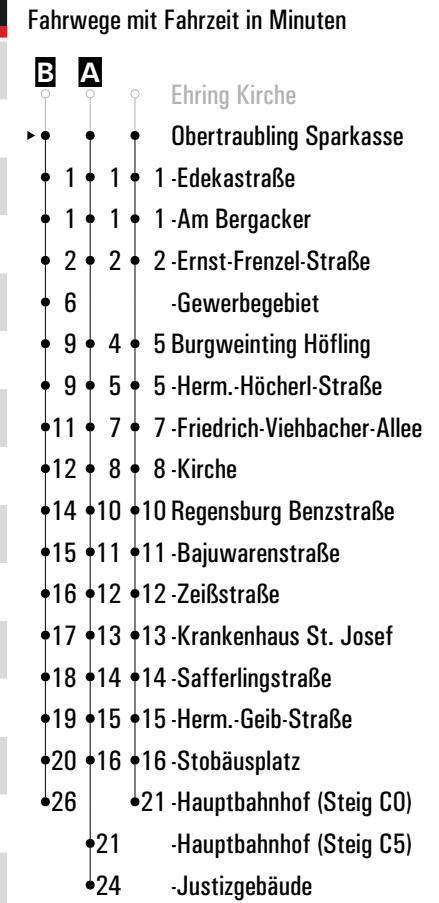 Fahrwege mit Fahrzeit in Minuten
B A
Ehring Kirche
Obertraubling Sparkasse
1 1 1 -Edekastraße
1 1 1 -Am Bergacker
2 2 2 -Ernst-Frenzel-Straße
6 -Gewerbegebiet
9 4 5 Burgweinting Höfling
9 5 5 -Herm.-Höcherl-Straße
11 7 7 -Friedrich-Viehbacher-Allee
12 8 8 -Kirche
14 10 10 Regensburg Benzstraße
15 11 11 -Bajuwarenstraße
16 12 12 -Zeißstraße
17 13 13 -Krankenhaus St. Josef
18 14 14 -Safferlingstraße
19 15 15 -Herm.-Geib-Straße
20 16 16 -Stobäusplatz
26 21 -Hauptbahnhof (Steig C0)
21 -Hauptbahnhof (Steig C5)
24 -Justizgebäude